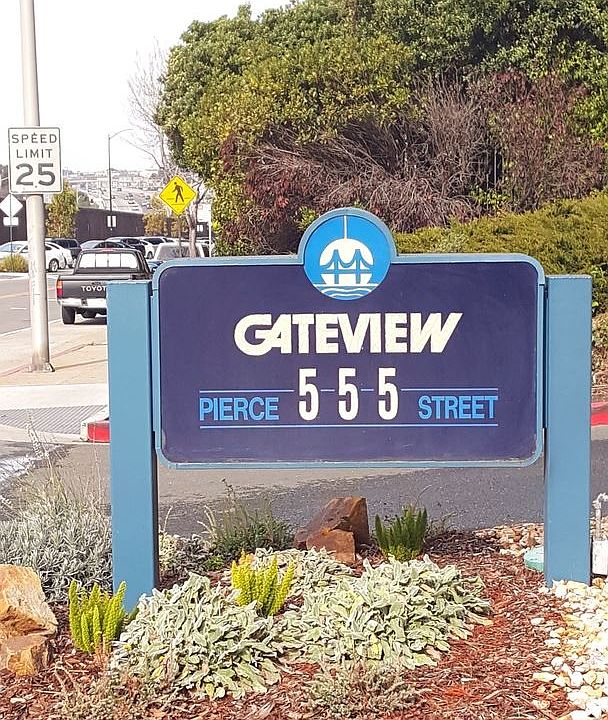 SPEED
LIMIT
25
TOYOTA
GATEVIEW
PIERCE 555 STREET